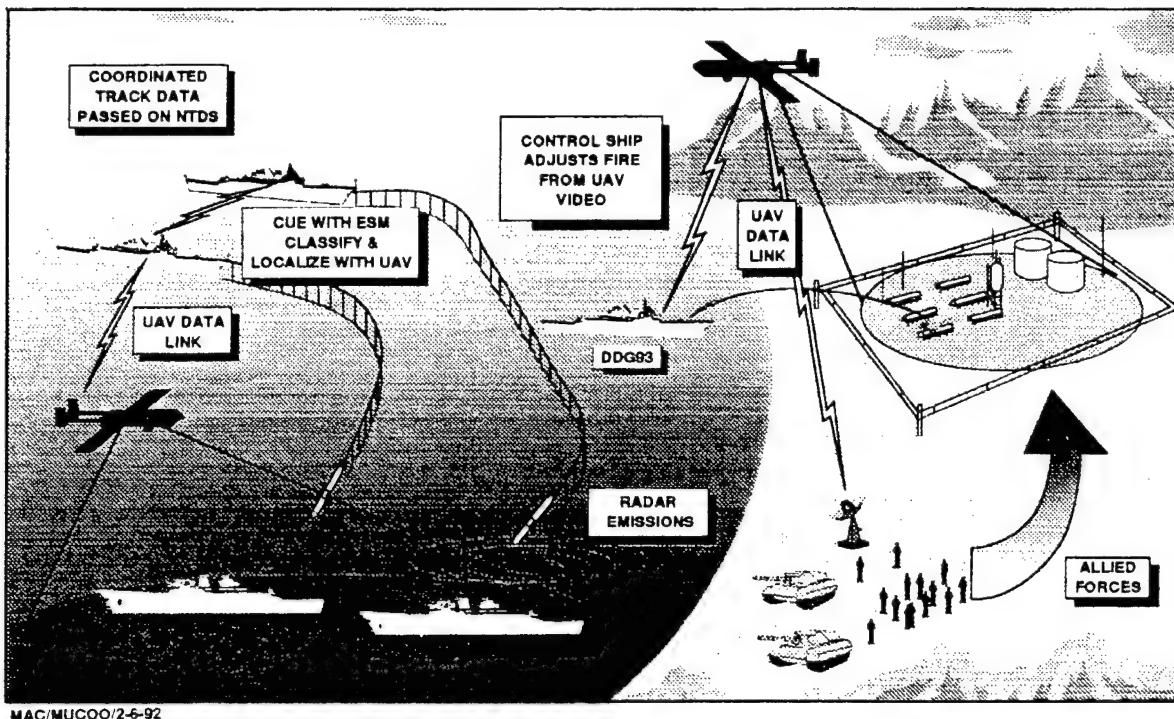 COORDINATED
TRACK DATA
PASSED ON NTDS
CONTROL SHIP
ADJUSTS FIRE
FROM UAV
VIDEO
CUE WITH ESM
CLASSIFY &
LOCALIZE WITH UAV
UAV
DATA
LINK
UAV DATA
LINK
DDG93
RADAR
EMISSIONS
ALLIED
FORCES
MAC/MUCOO/2-6-92